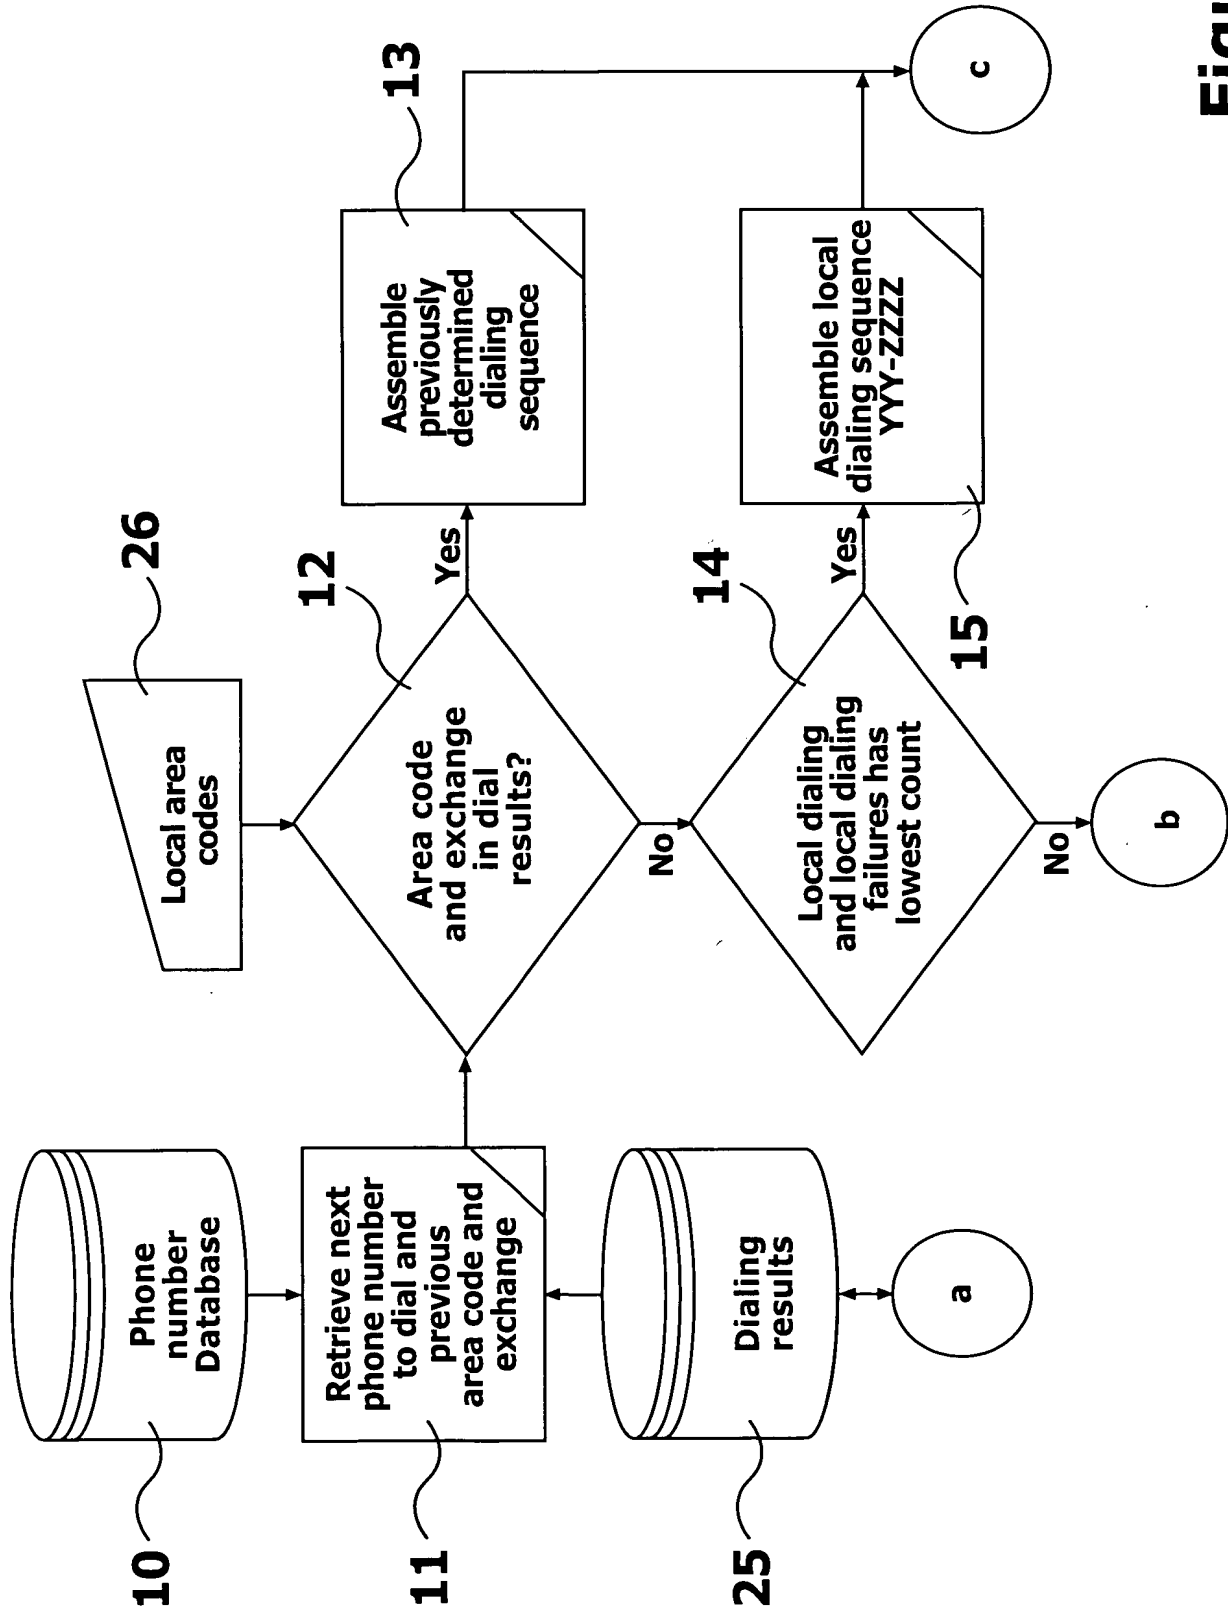 10
Phone
number
Database
11
Retrieve next
phone number
to dial and
previous
area code and
exchange
25
Dialing
results
a
26
Local area
codes
12
Area code
and exchange
in dial
results?
Yes
No
14
Local dialing
and local dialing
failures has
lowest count
Yes
No
b
13
Assemble
previously
determined
dialing
sequence
15
Assemble local
dialing sequence
YYY-ZZZZ
c